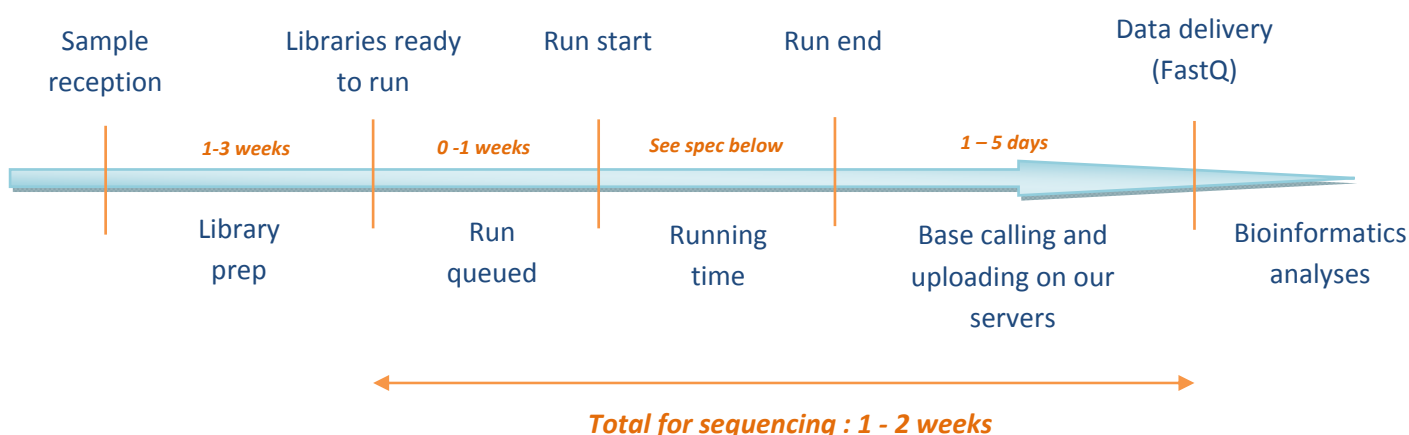 Sample
reception
Libraries ready
to run
Run start
Run end
Data delivery
(FastQ)
1-3 weeks
0 -1 weeks
See spec below
1 – 5 days
Library
prep
Run
queued
Running
time
Base calling and
uploading on our
servers
Bioinformatics
analyses
Total for sequencing : 1 - 2 weeks